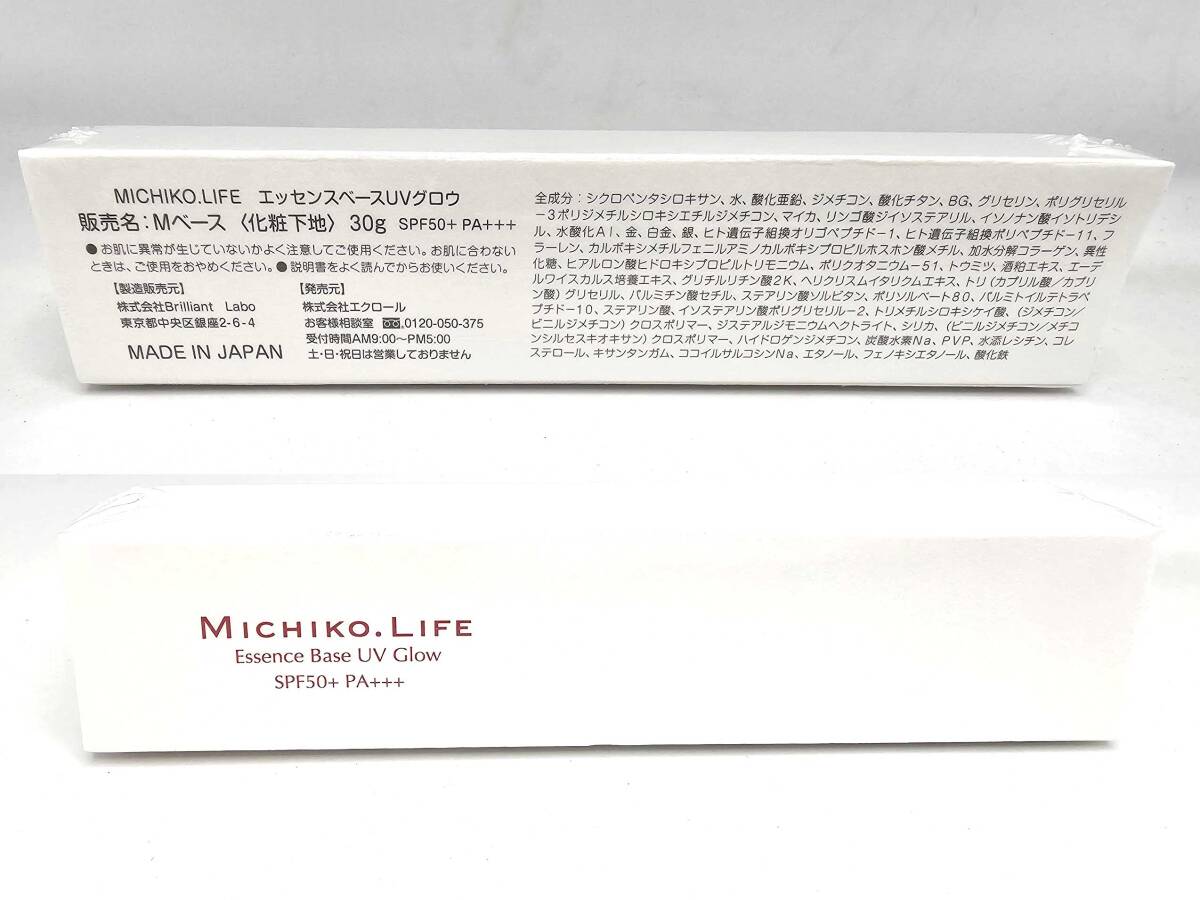 MICHIKO.LIFE エッセンスベースUVグロウ
販売名：Mベース〈化粧下地〉30g SPF50+ PA+++
●お肌に異常が生じていないかよく注意してご使用ください。お肌に合わない
ときは、ご使用をおやめください。●説明書をよく読んでからお使いください。
【製造販売元】
株式会社Brilliant Labo
東京都中央区銀座2-6-4
MADE IN JAPAN
【発売元】
株式会社エクロール
お客様相談室 0120-050-375
受付時間AM9:00〜PM5:00
土・日・祝日は営業しておりません
全成分：シクロペンタシロキサン、水、酸化亜鉛、ジメチコン、酸化チタン、BG、グリセリン、ポリグリセリル
-3ポリジメチルシロキシエチルジメチコン、マイカ、リンゴ酸ジイソステアリル、イソノナン酸イソトリデシ
ル、水酸化Al、金、白金、銀、ヒト遺伝子組換オリゴペプチド-1、ヒト遺伝子組換ポリペプチド-11、フ
ラーレン、カルボキシメチルフェニルアミノカルボキシプロピルホスホン酸メチル、加水分解コラーゲン、異性
化糖、ヒアルロン酸ヒドロキシプロピルトリモニウム、ポリクオタニウム-51、トウミツ、酒粕エキス、エーデ
ルワイスカルス培養エキス、グリチルリチン酸2K、ヘリクリスムイタリクムエキス、トリ(カプリル酸/カプリ
ン酸)グリセリル、パルミチン酸セチル、ステアリン酸ソルビタン、ポリソルベート80、パルミトイルテトラペ
プチド-10、ステアリン酸、イソステアリン酸ポリグリセリル-2、トリメチルシロキシケイ酸、(ジメチコン/
ビニルジメチコン)クロスポリマー、ジステアルジモニウムヘクトライト、シリカ、(ビニルジメチコン/メチコ
ンシルセスキオキサン)クロスポリマー、ハイドロゲンジメチコン、炭酸水素Na、PVP、水添レシチン、コレ
ステロール、キサンタンガム、ココイルサルコシンNa、エタノール、フェノキシエタノール、酸化鉄
MICHIKO.LIFE
Essence Base UV Glow
SPF50+ PA+++